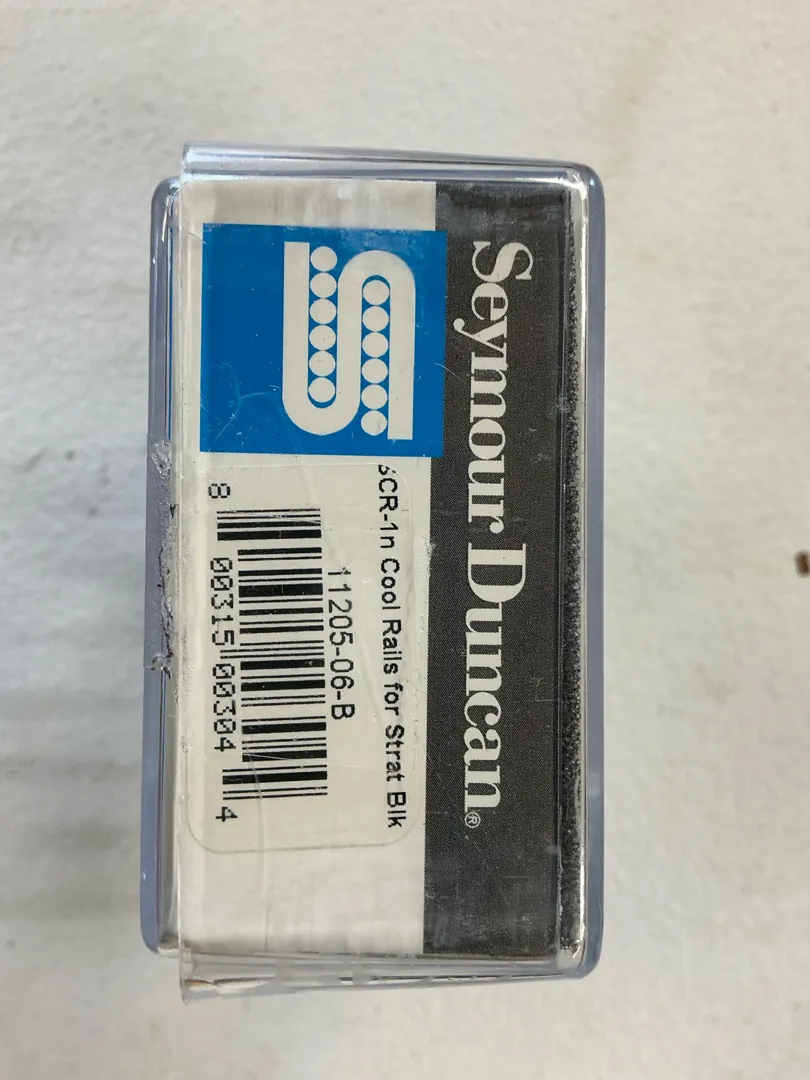 Seymour Duncan®
SCR-1n Cool Rails for Strat Blk
11205-06-B
8 00315 00304 4